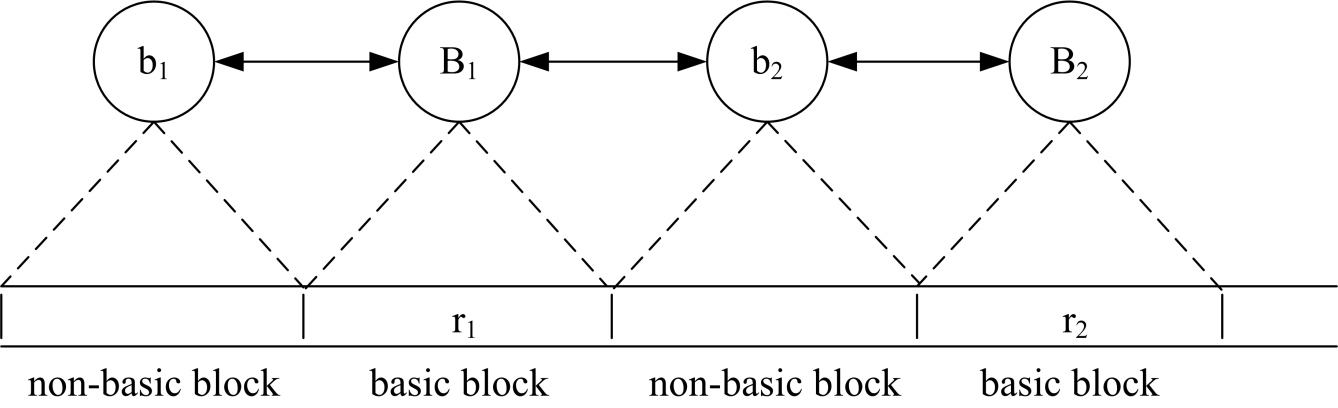 b₁ B₁ b₂ B₂
r₁ r₂
non-basic block basic block non-basic block basic block